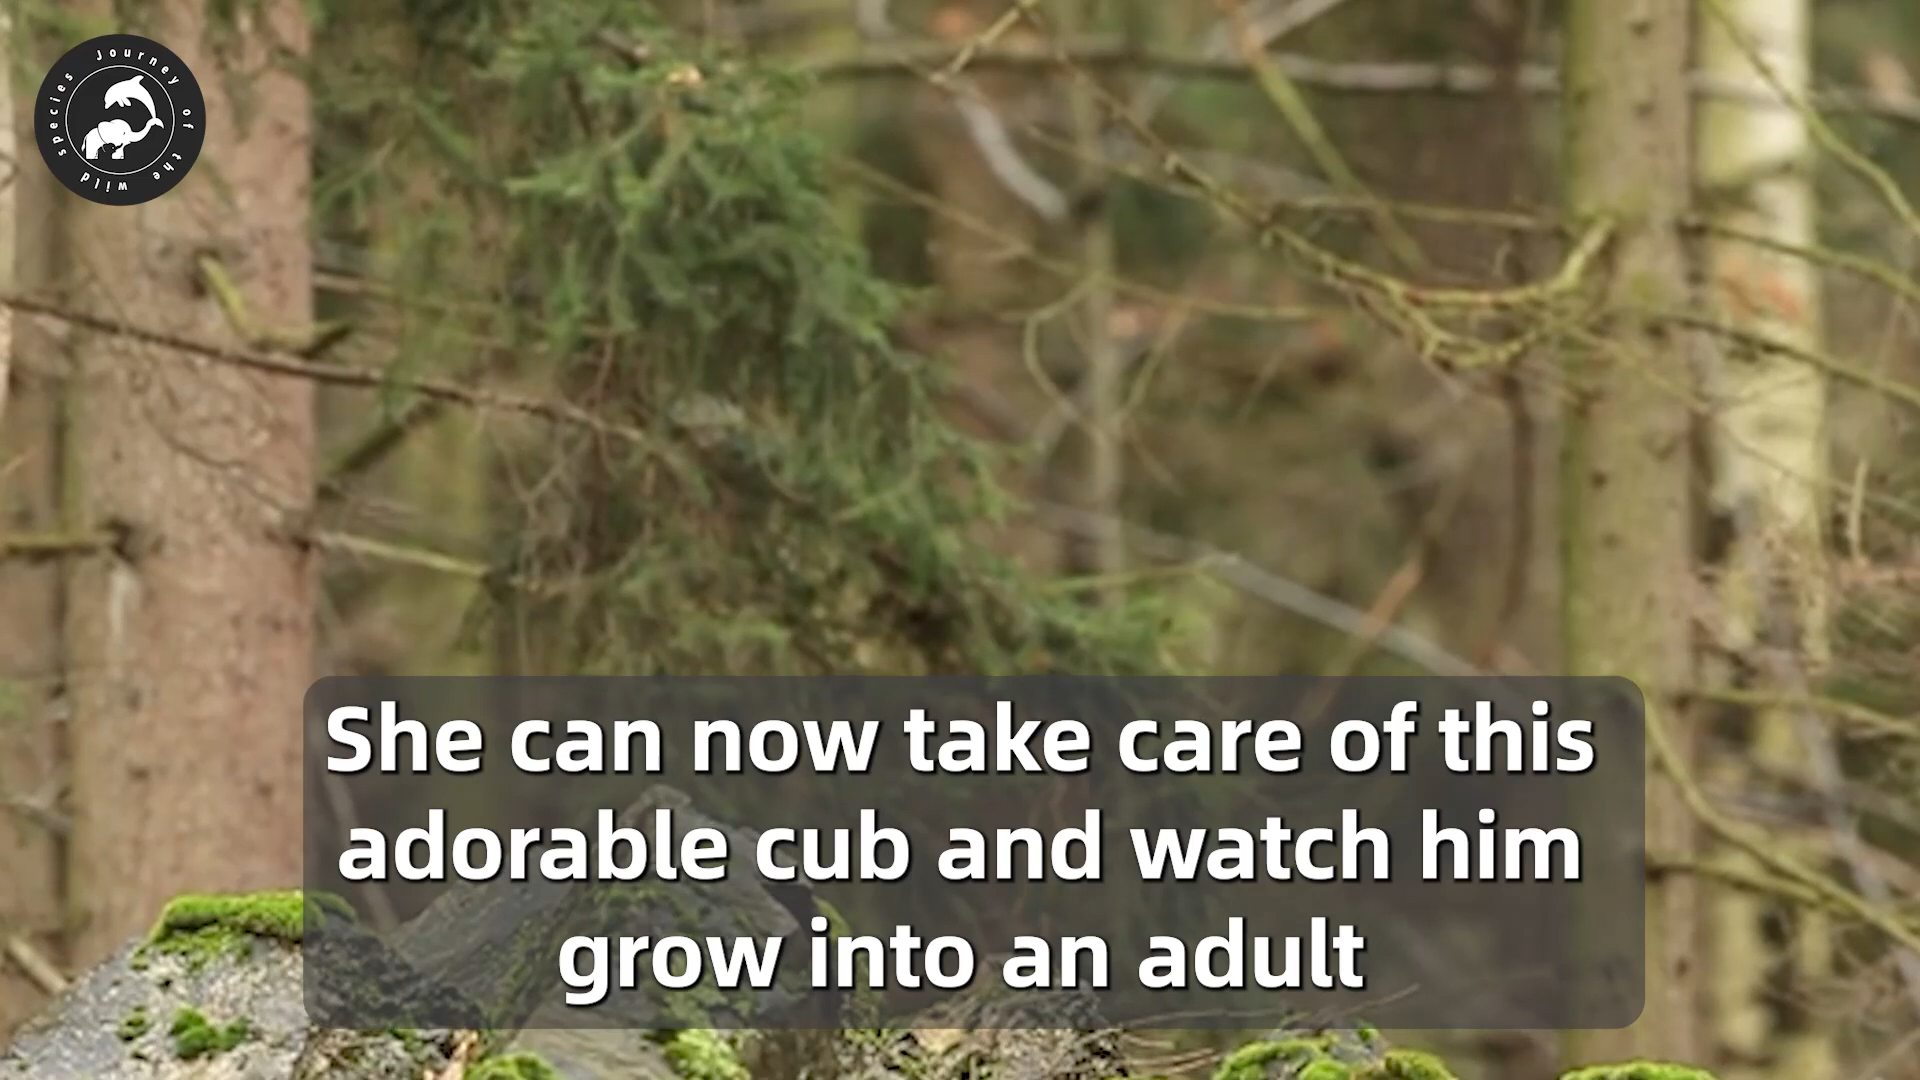 species Journey of the wild
She can now take care of this
adorable cub and watch him
grow into an adult